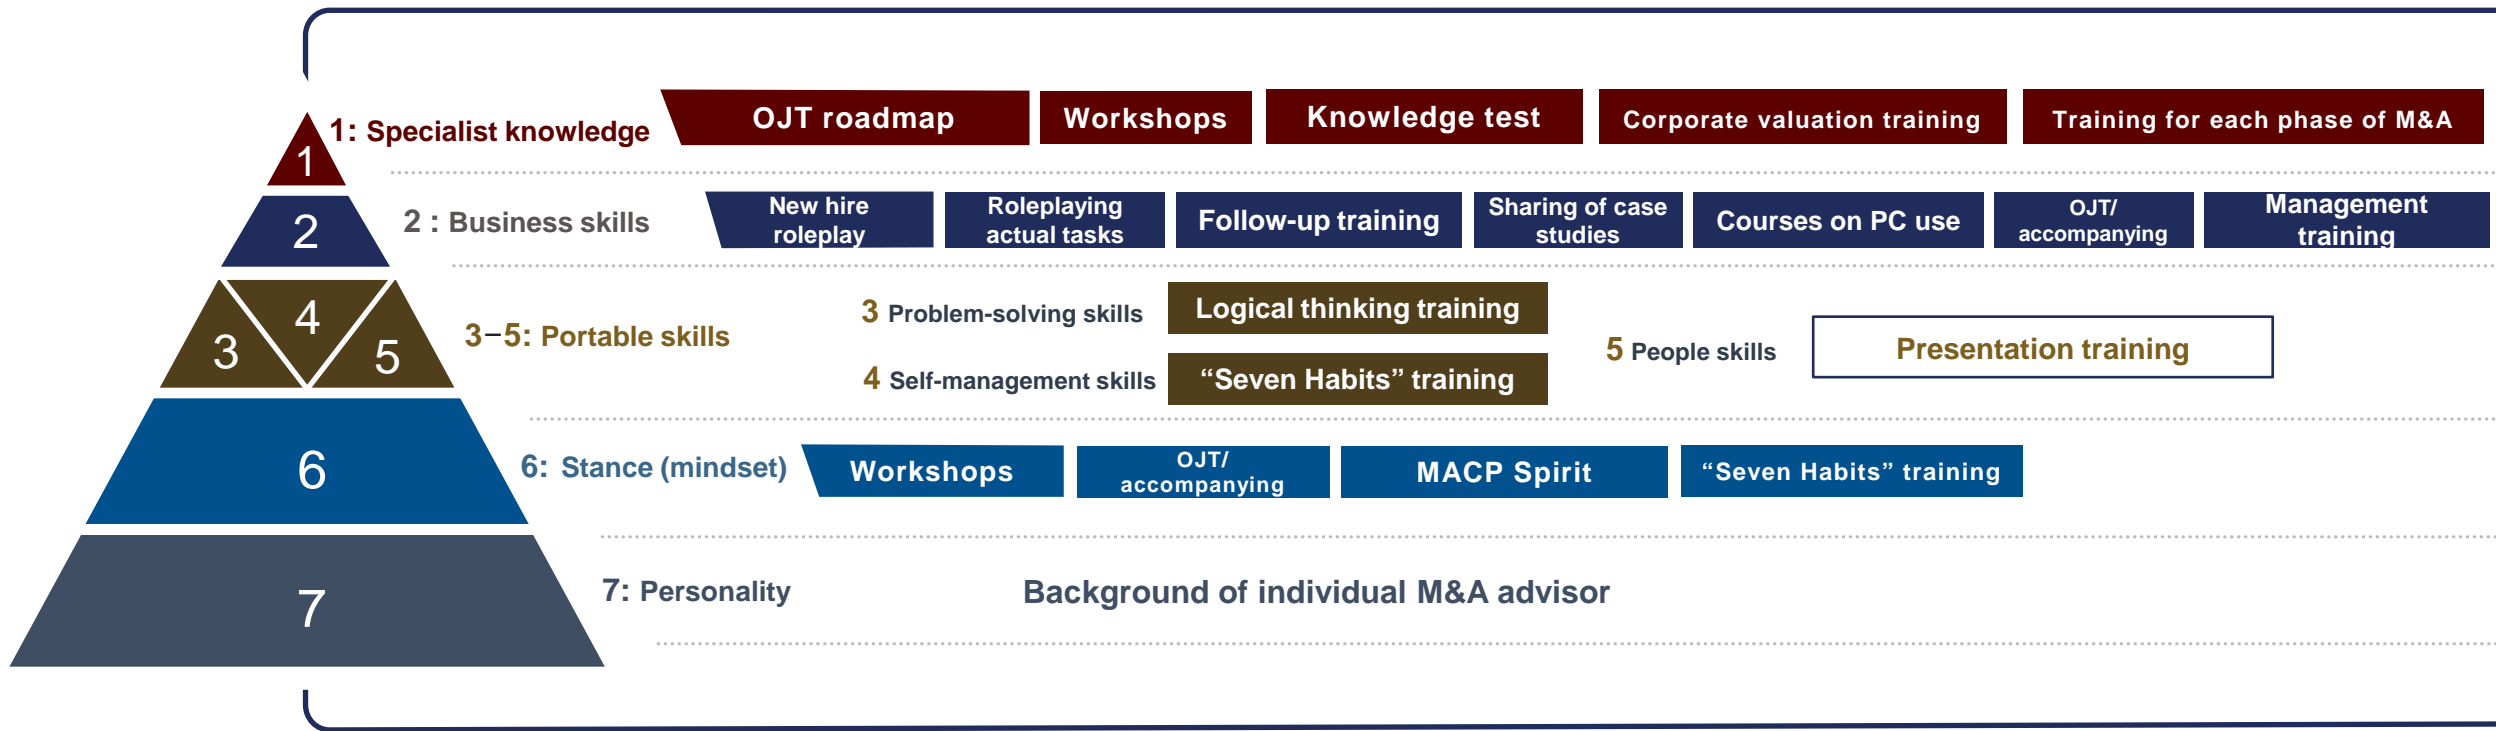 1
1: Specialist knowledge
OJT roadmap
Workshops
Knowledge test
Corporate valuation training
Training for each phase of M&A
2
2 : Business skills
New hire
roleplay
Roleplaying
actual tasks
Follow-up training
Sharing of case
studies
Courses on PC use
OJT/
accompanying
Management
training
3
4
5
3–5: Portable skills
3 Problem-solving skills
Logical thinking training
4 Self-management skills
“Seven Habits” training
5 People skills
Presentation training
6
6: Stance (mindset)
Workshops
OJT/
accompanying
MACP Spirit
“Seven Habits” training
7
7: Personality
Background of individual M&A advisor